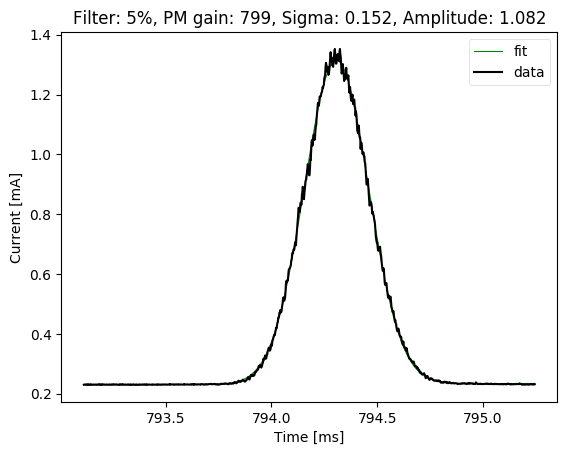 Filter: 5%, PM gain: 799, Sigma: 0.152, Amplitude: 1.082
fit
data
Current [mA]
1.4
1.2
1.0
0.8
0.6
0.4
0.2
793.5
794.0
794.5
795.0
Time [ms]